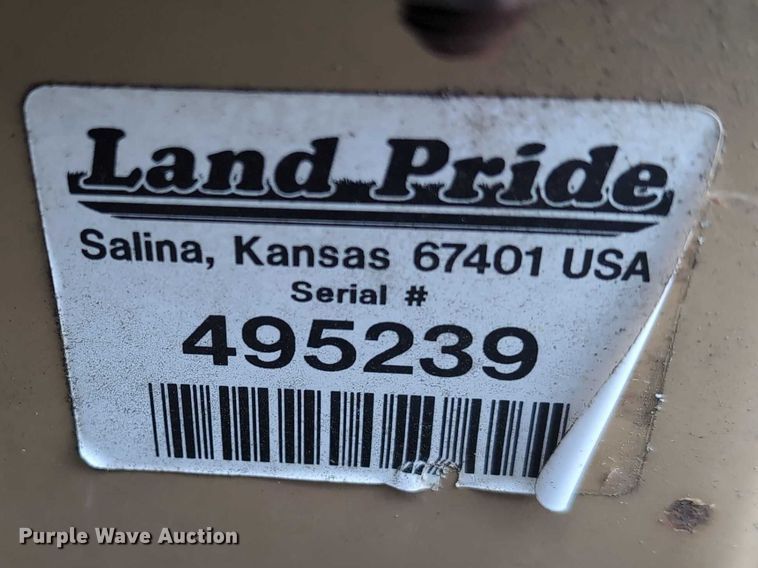 Land Pride
Salina, Kansas 67401 USA
Serial #
495239
Purple Wave Auction